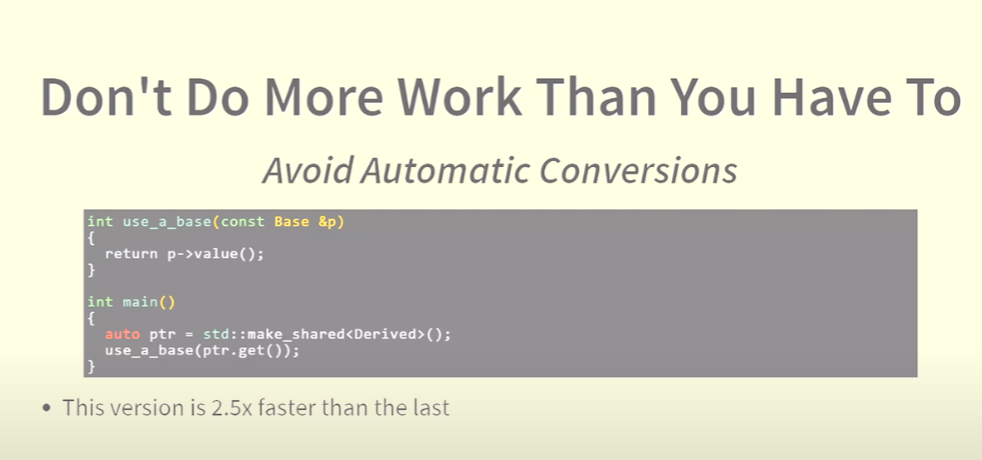 Don't Do More Work Than You Have To
Avoid Automatic Conversions
int use_a_base(const Base &p)
{
  return p->value();
}
int main()
{
  auto ptr = std::make_shared<Derived>();
  use_a_base(ptr.get());
}
• This version is 2.5x faster than the last